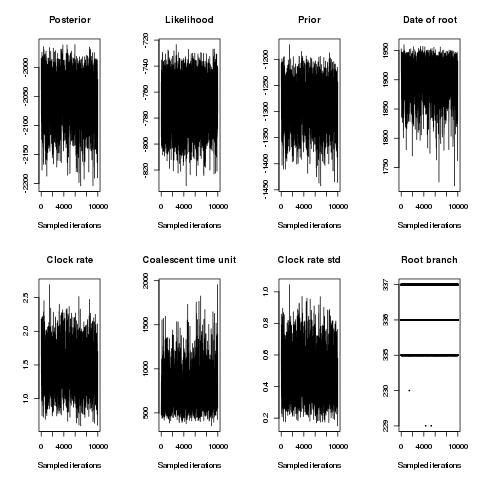 Posterior
-2000
-2050
-2100
-2150
-2200
0 4000 10000
Sampled iterations
Likelihood
-720
-740
-760
-780
-800
-820
0 4000 10000
Sampled iterations
Prior
-1200
-1250
-1300
-1350
-1400
-1450
0 4000 10000
Sampled iterations
Date of root
1950
1900
1850
1800
1750
0 4000 10000
Sampled iterations
Clock rate
2.5
2.0
1.5
1.0
0 4000 10000
Sampled iterations
Coalescent time unit
2000
1500
1000
500
0 4000 10000
Sampled iterations
Clock rate std
1.0
0.8
0.6
0.4
0.2
0 4000 10000
Sampled iterations
Root branch
337
336
335
230
229
0 4000 10000
Sampled iterations